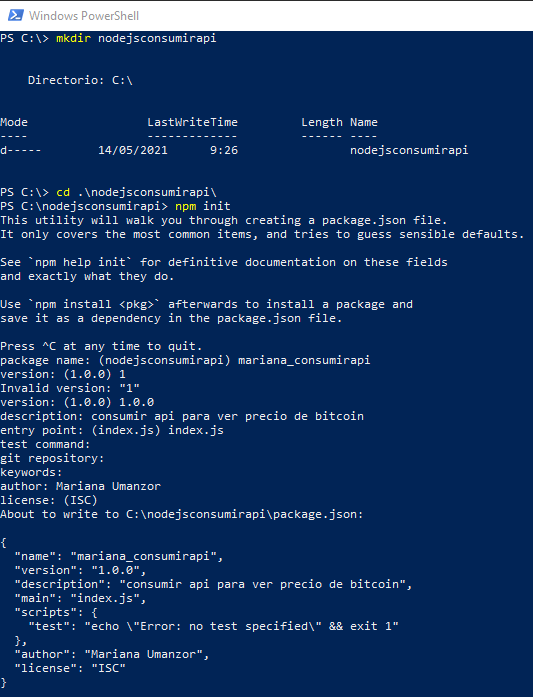 Windows PowerShell
PS C:\> mkdir nodejsconsumirapi
    Directorio: C:\
Mode                 LastWriteTime         Length Name
----                 -------------         ------ ----
d-----        14/05/2021      9:26                nodejsconsumirapi
PS C:\> cd .\nodejsconsumirapi\
PS C:\nodejsconsumirapi> npm init
This utility will walk you through creating a package.json file.
It only covers the most common items, and tries to guess sensible defaults.
See `npm help init` for definitive documentation on these fields
and exactly what they do.
Use `npm install <pkg>` afterwards to install a package and
save it as a dependency in the package.json file.
Press ^C at any time to quit.
package name: (nodejsconsumirapi) mariana_consumirapi
version: (1.0.0) 1
Invalid version: "1"
version: (1.0.0) 1.0.0
description: consumir api para ver precio de bitcoin
entry point: (index.js) index.js
test command:
git repository:
keywords:
author: Mariana Umanzor
license: (ISC)
About to write to C:\nodejsconsumirapi\package.json:
{
  "name": "mariana_consumirapi",
  "version": "1.0.0",
  "description": "consumir api para ver precio de bitcoin",
  "main": "index.js",
  "scripts": {
    "test": "echo \"Error: no test specified\" && exit 1"
  },
  "author": "Mariana Umanzor",
  "license": "ISC"
}